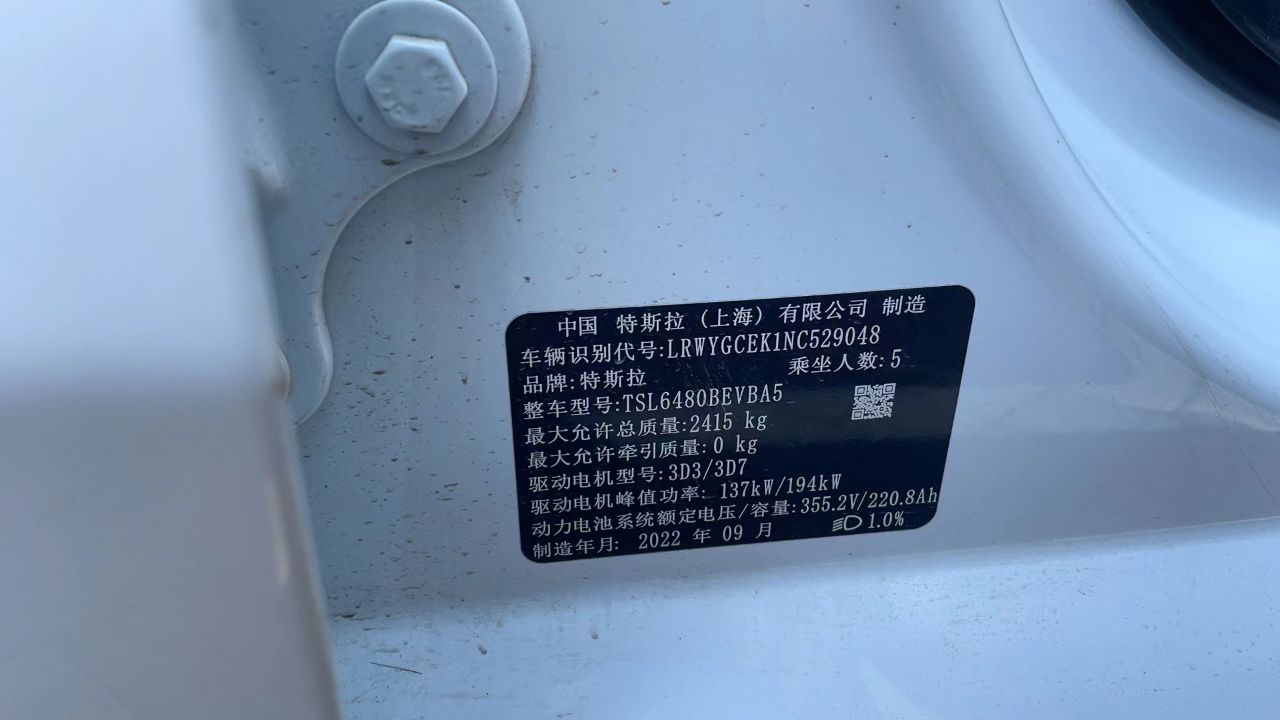 中国 特斯拉 (上海) 有限公司 制造
车辆识别代号:LRWYGCEK1NC529048
品牌:特斯拉 乘坐人数:5
整车型号:TSL6480BEVBA5
最大允许总质量:2415 kg
最大允许牵引质量:0 kg
驱动电机型号:3D3/3D7
驱动电机峰值功率: 137kW/194kW
动力电池系统额定电压/容量:355.2V/220.8Ah
制造年月: 2022 年 09 月 1.0%